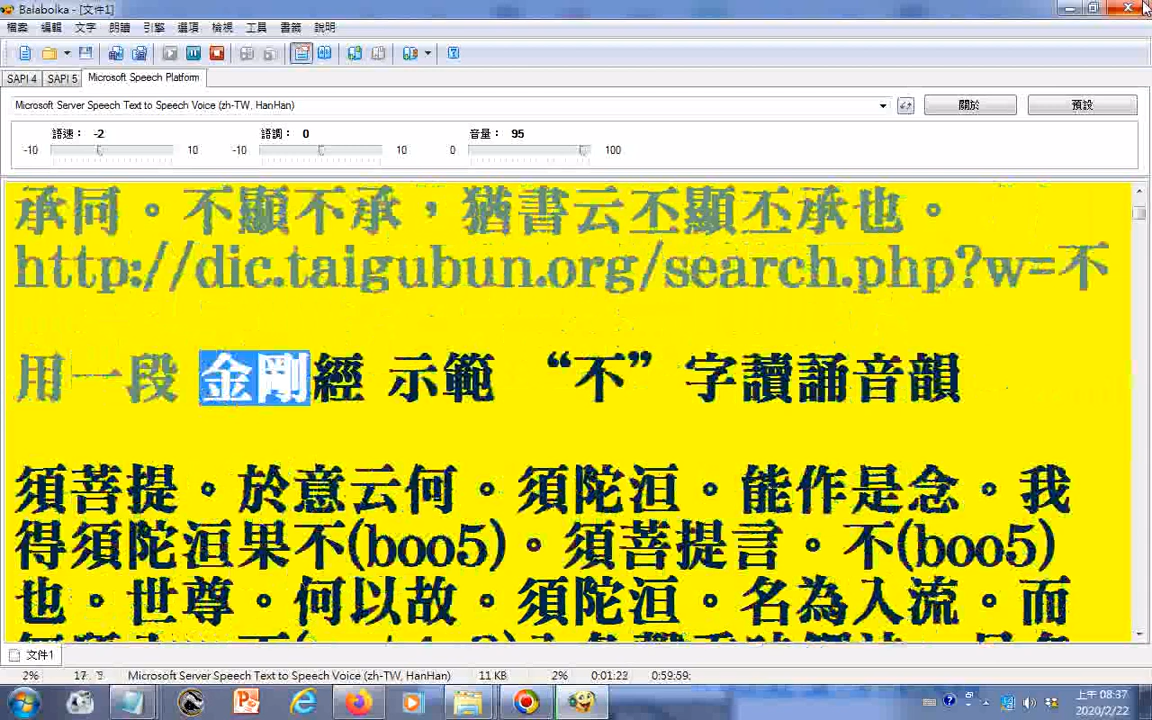 Balabolka - [文件1]
檔案 編輯 文字 朗讀 引擎 選項 檢視 工具 書籤 說明
SAPI 4 SAPI 5 Microsoft Speech Platform
Microsoft Server Speech Text to Speech Voice (zh-TW, HanHan) 關於 預設
語速： -2 語調： 0 音量： 95
-10 10 -10 10 0 100
承同。不顯不承，猶書云丕顯丕承也。
http://dic.taigubun.org/search.php?w=不
用一段 金剛經 示範 “不”字讀誦音韻
須菩提。於意云何。須陀洹。能作是念。我
得須陀洹果不(boo5)。須菩提言。不(boo5)
也。世尊。何以故。須陀洹。名為入流。而
文件1
2% Microsoft Server Speech Text to Speech Voice (zh-TW, HanHan) 11 KB 2% 0:01:22
上午 08:37
2020/2/22